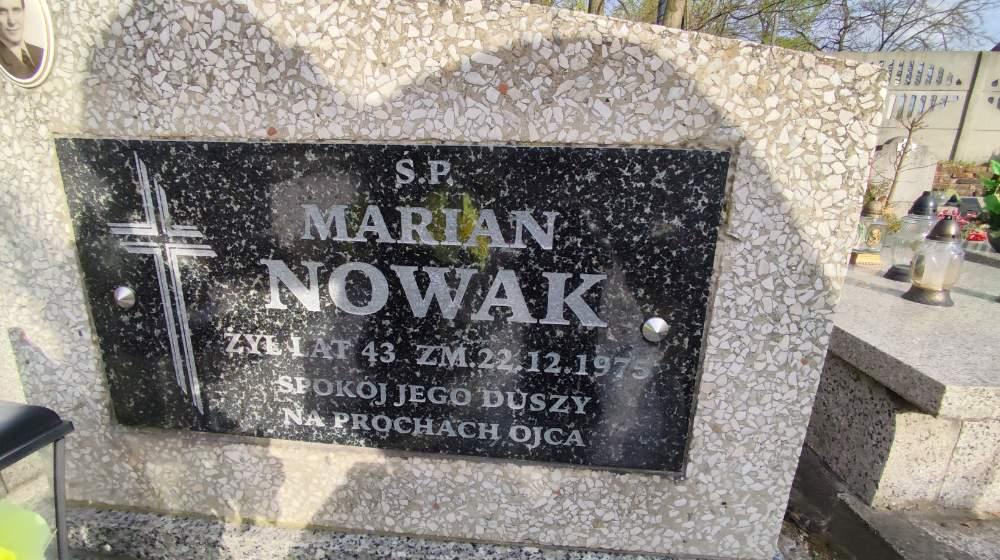 Ś.P.
MARIAN
NOWAK
ŻYŁ LAT 43 ZM.22.12.1975
SPOKÓJ JEGO DUSZY
NA PROCHACH OJCA